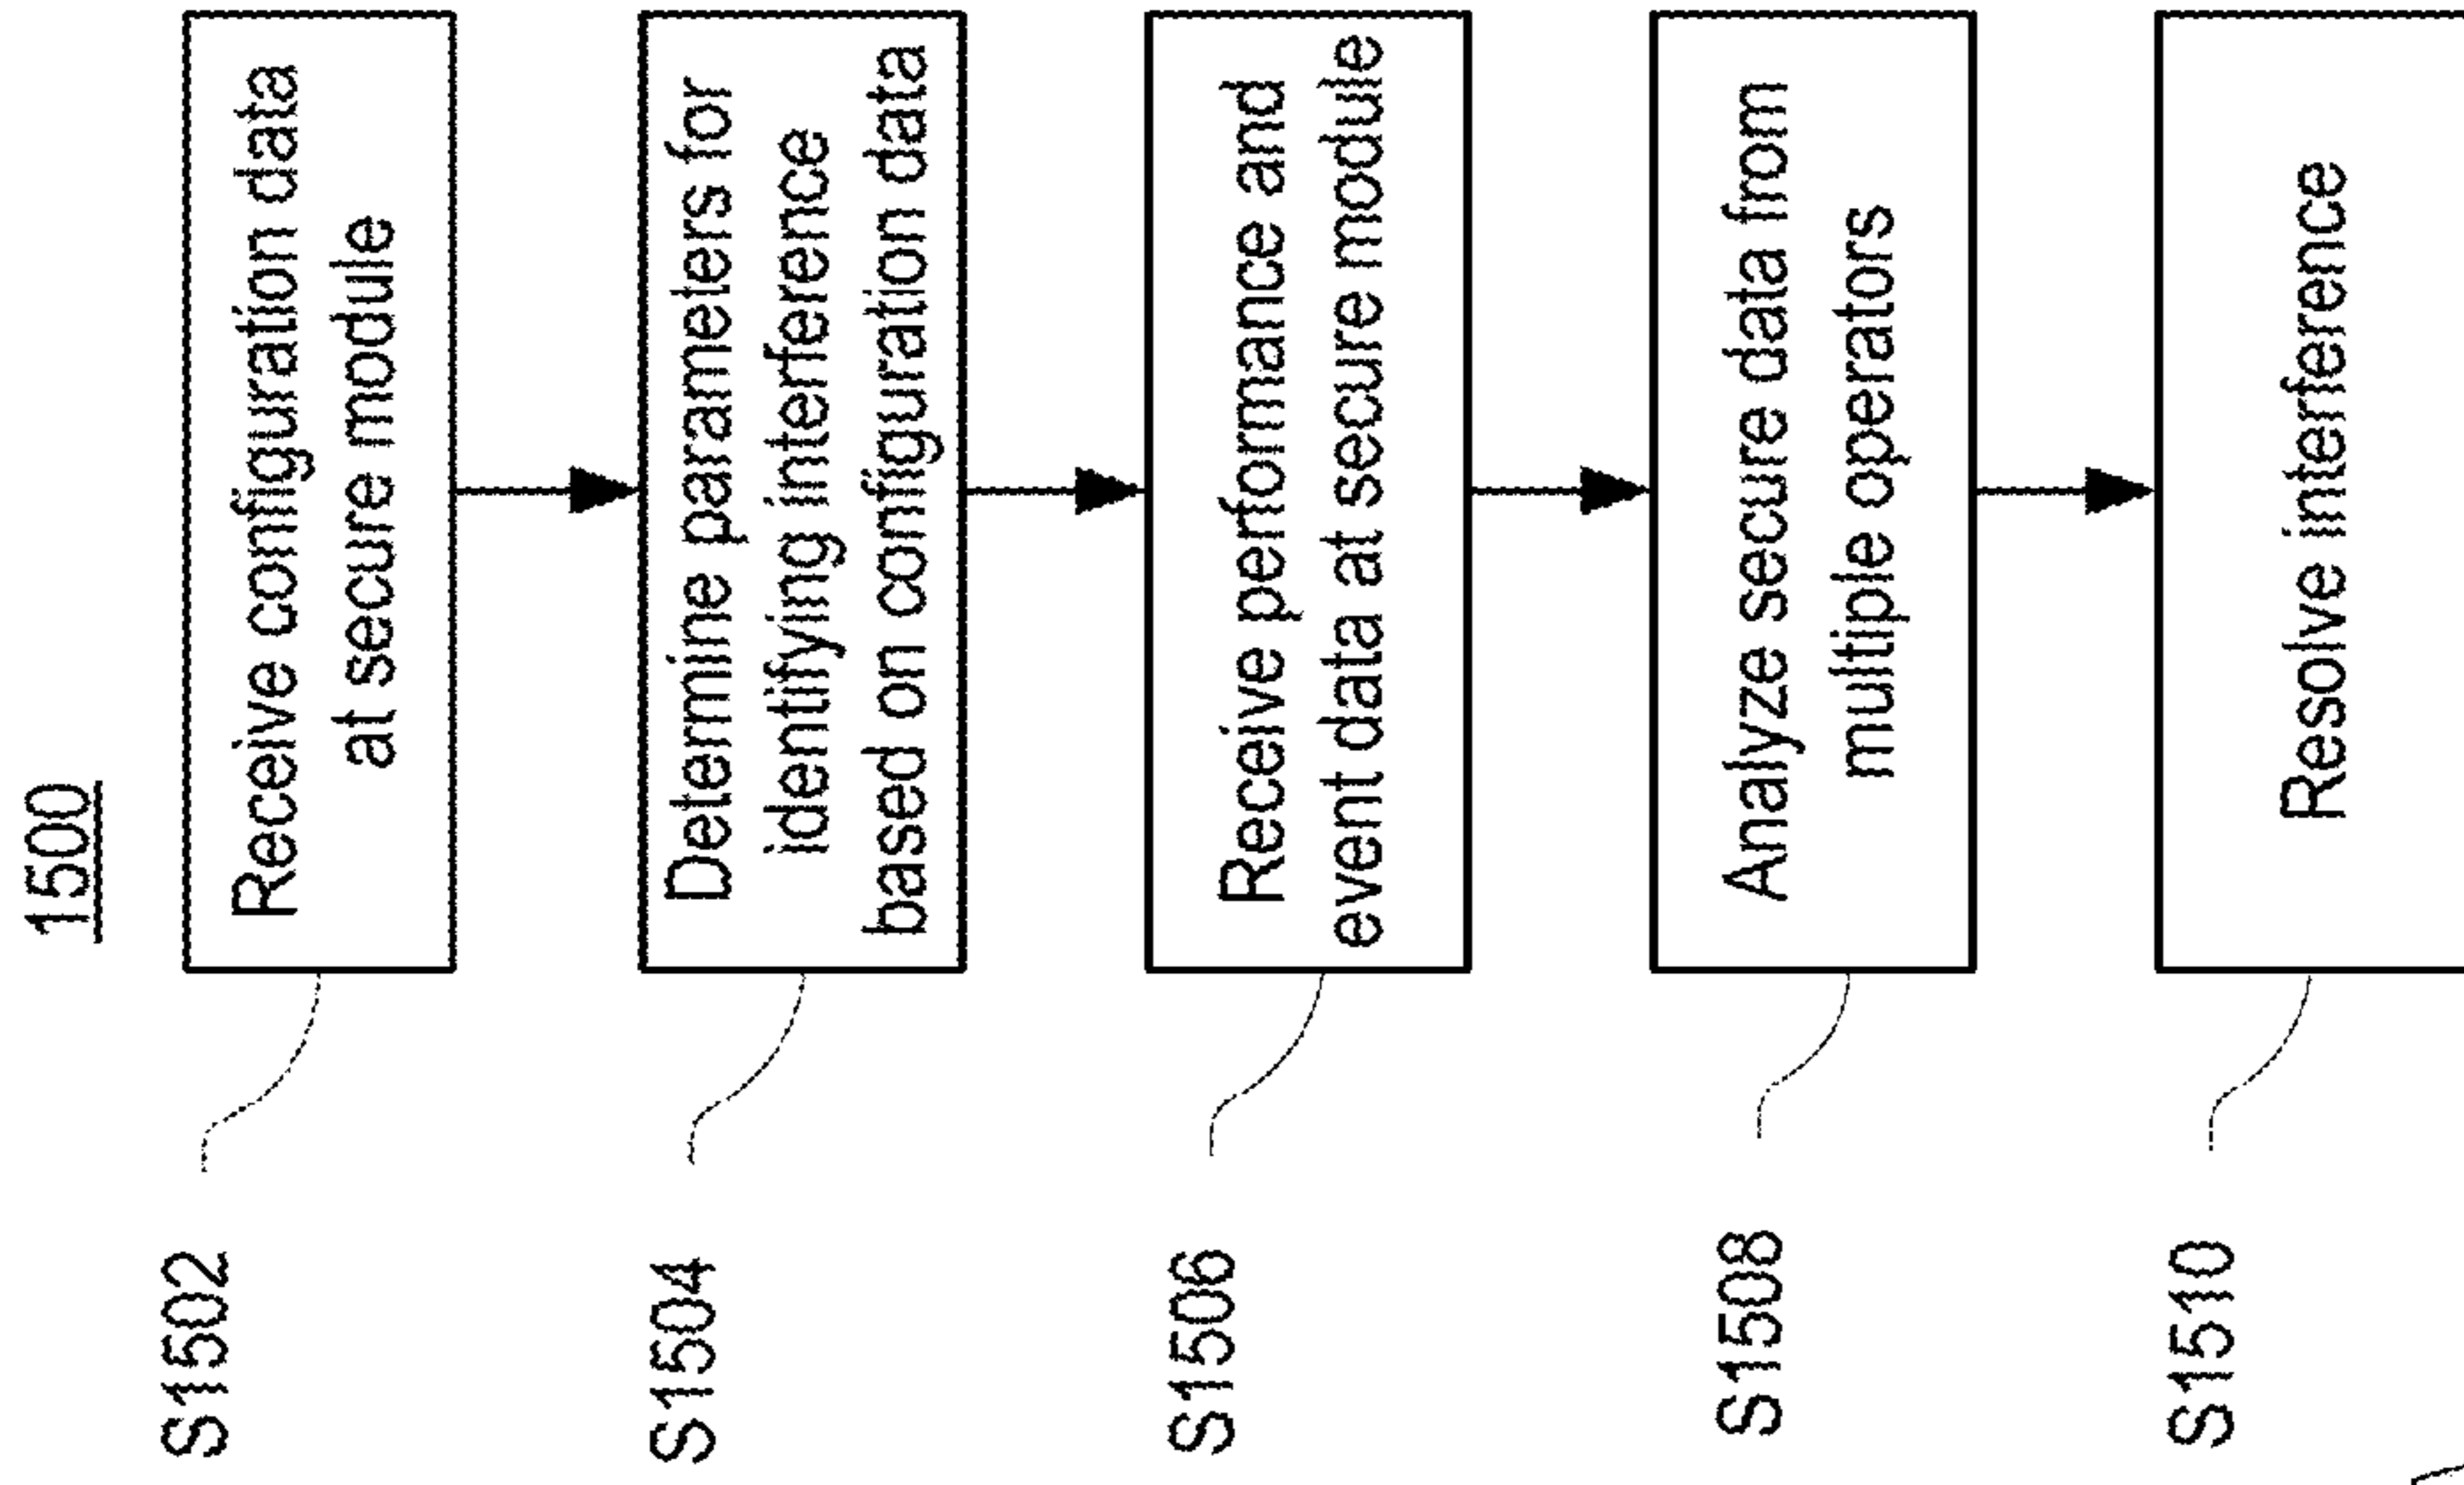 1500
S1502
Receive configuration data
at secure module
S1504
Determine parameters for
identifying interference
based on configuration data
S1506
Receive performance and
event data at secure module
S1508
Analyze secure data from
multiple operators
S1510
Resolve interference